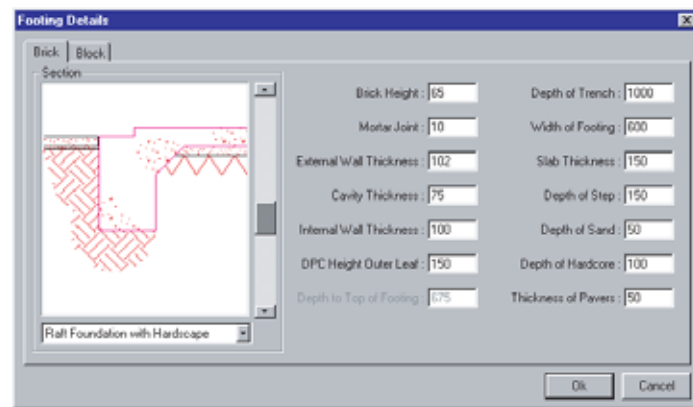 Footing Details
Brick
Block
Section
Raft Foundation with Hardscape
Brick Height : 65
Mortar Joint : 10
External Wall Thickness : 102
Cavity Thickness : 75
Internal Wall Thickness : 100
DPC Height Outer Leaf : 150
Depth to Top of Footing : 675
Depth of Trench : 1000
Width of Footing : 600
Slab Thickness : 150
Depth of Step : 150
Depth of Sand : 50
Depth of Hardcore : 100
Thickness of Pavers : 50
Ok
Cancel